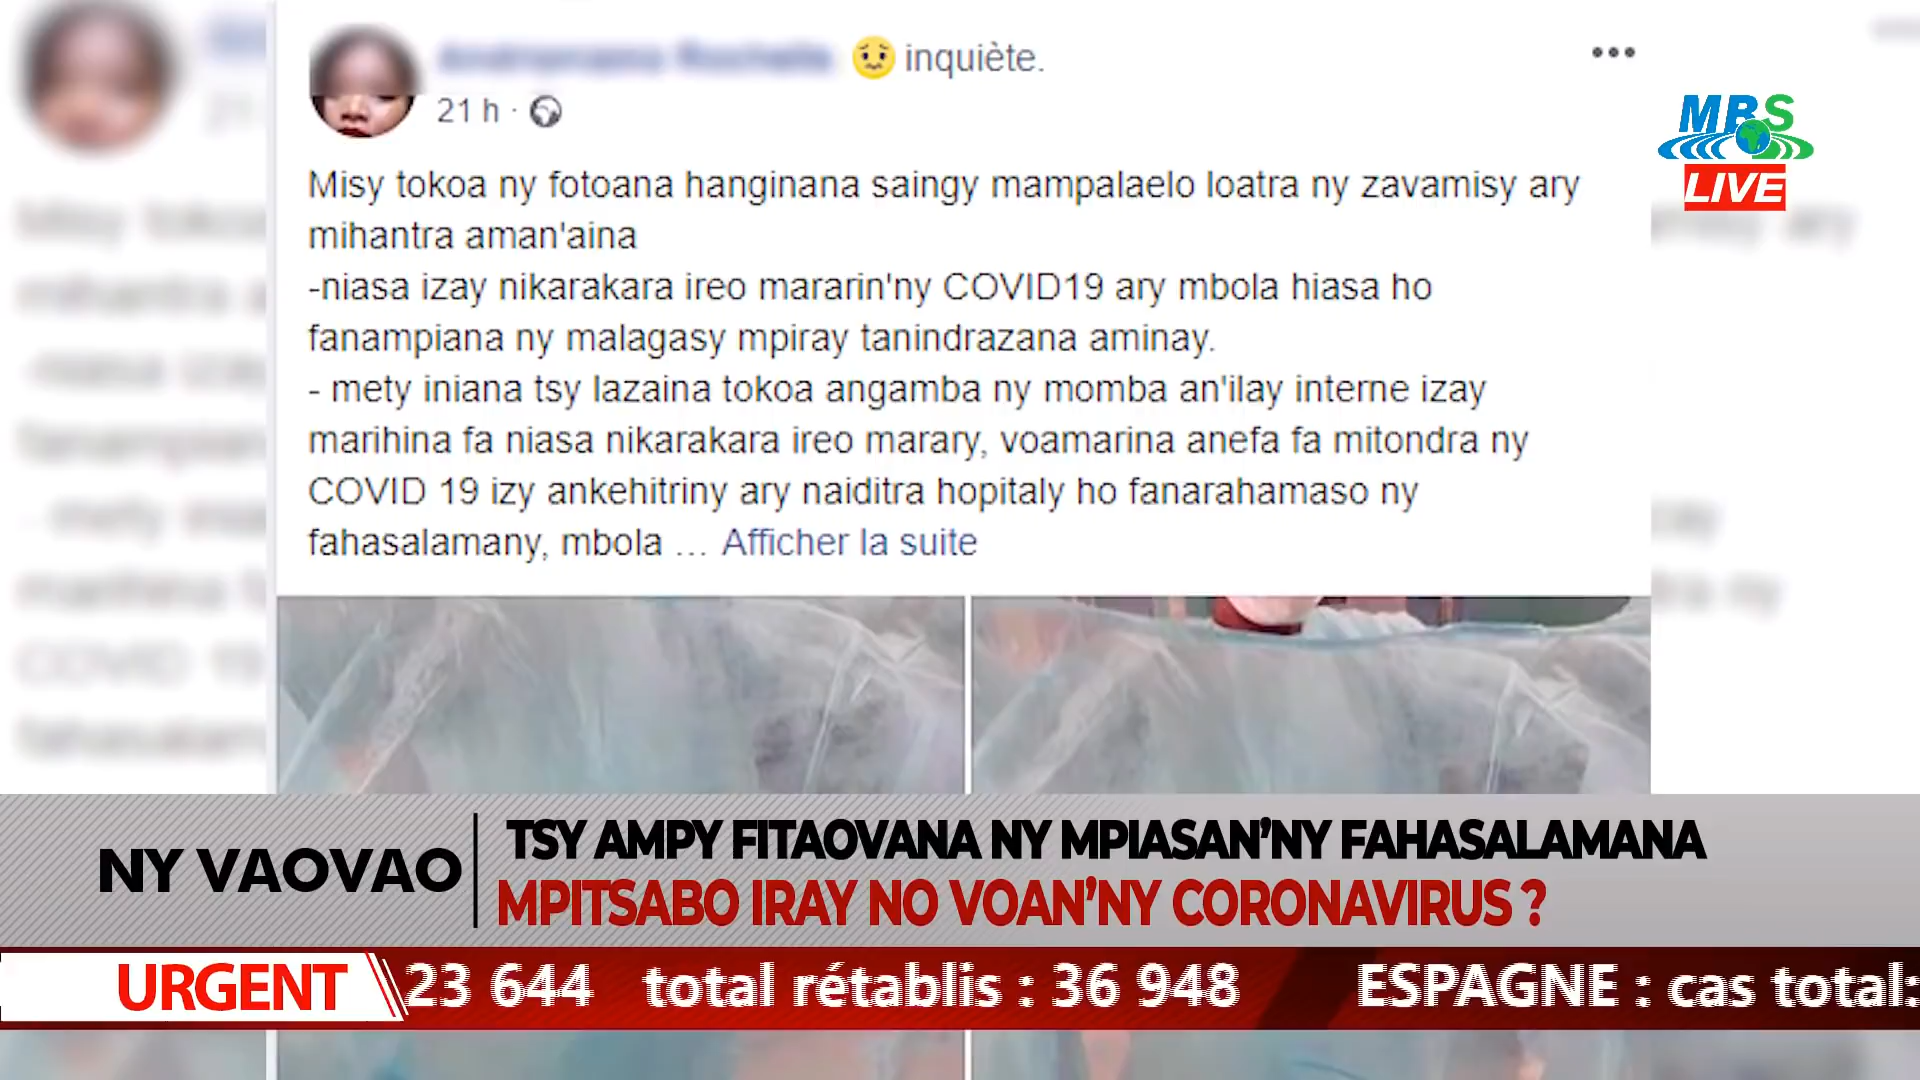 inquiète.
21 h ·
MBS
LIVE
Misy tokoa ny fotoana hanginana saingy mampalaelo loatra ny zavamisy ary
mihantra aman'aina
-niasa izay nikarakara ireo mararin'ny COVID19 ary mbola hiasa ho
fanampiana ny malagasy mpiray tanindrazana aminay.
- mety iniana tsy lazaina tokoa angamba ny momba an'ilay interne izay
marihina fa niasa nikarakara ireo marary, voamarina anefa fa mitondra ny
COVID 19 izy ankehitriny ary naiditra hopitaly ho fanarahamaso ny
fahasalamany, mbola ... Afficher la suite
NY VAOVAO
TSY AMPY FITAOVANA NY MPIASAN'NY FAHASALAMANA
MPITSABO IRAY NO VOAN'NY CORONAVIRUS ?
URGENT
23 644 total rétablis : 36 948 ESPAGNE : cas total: